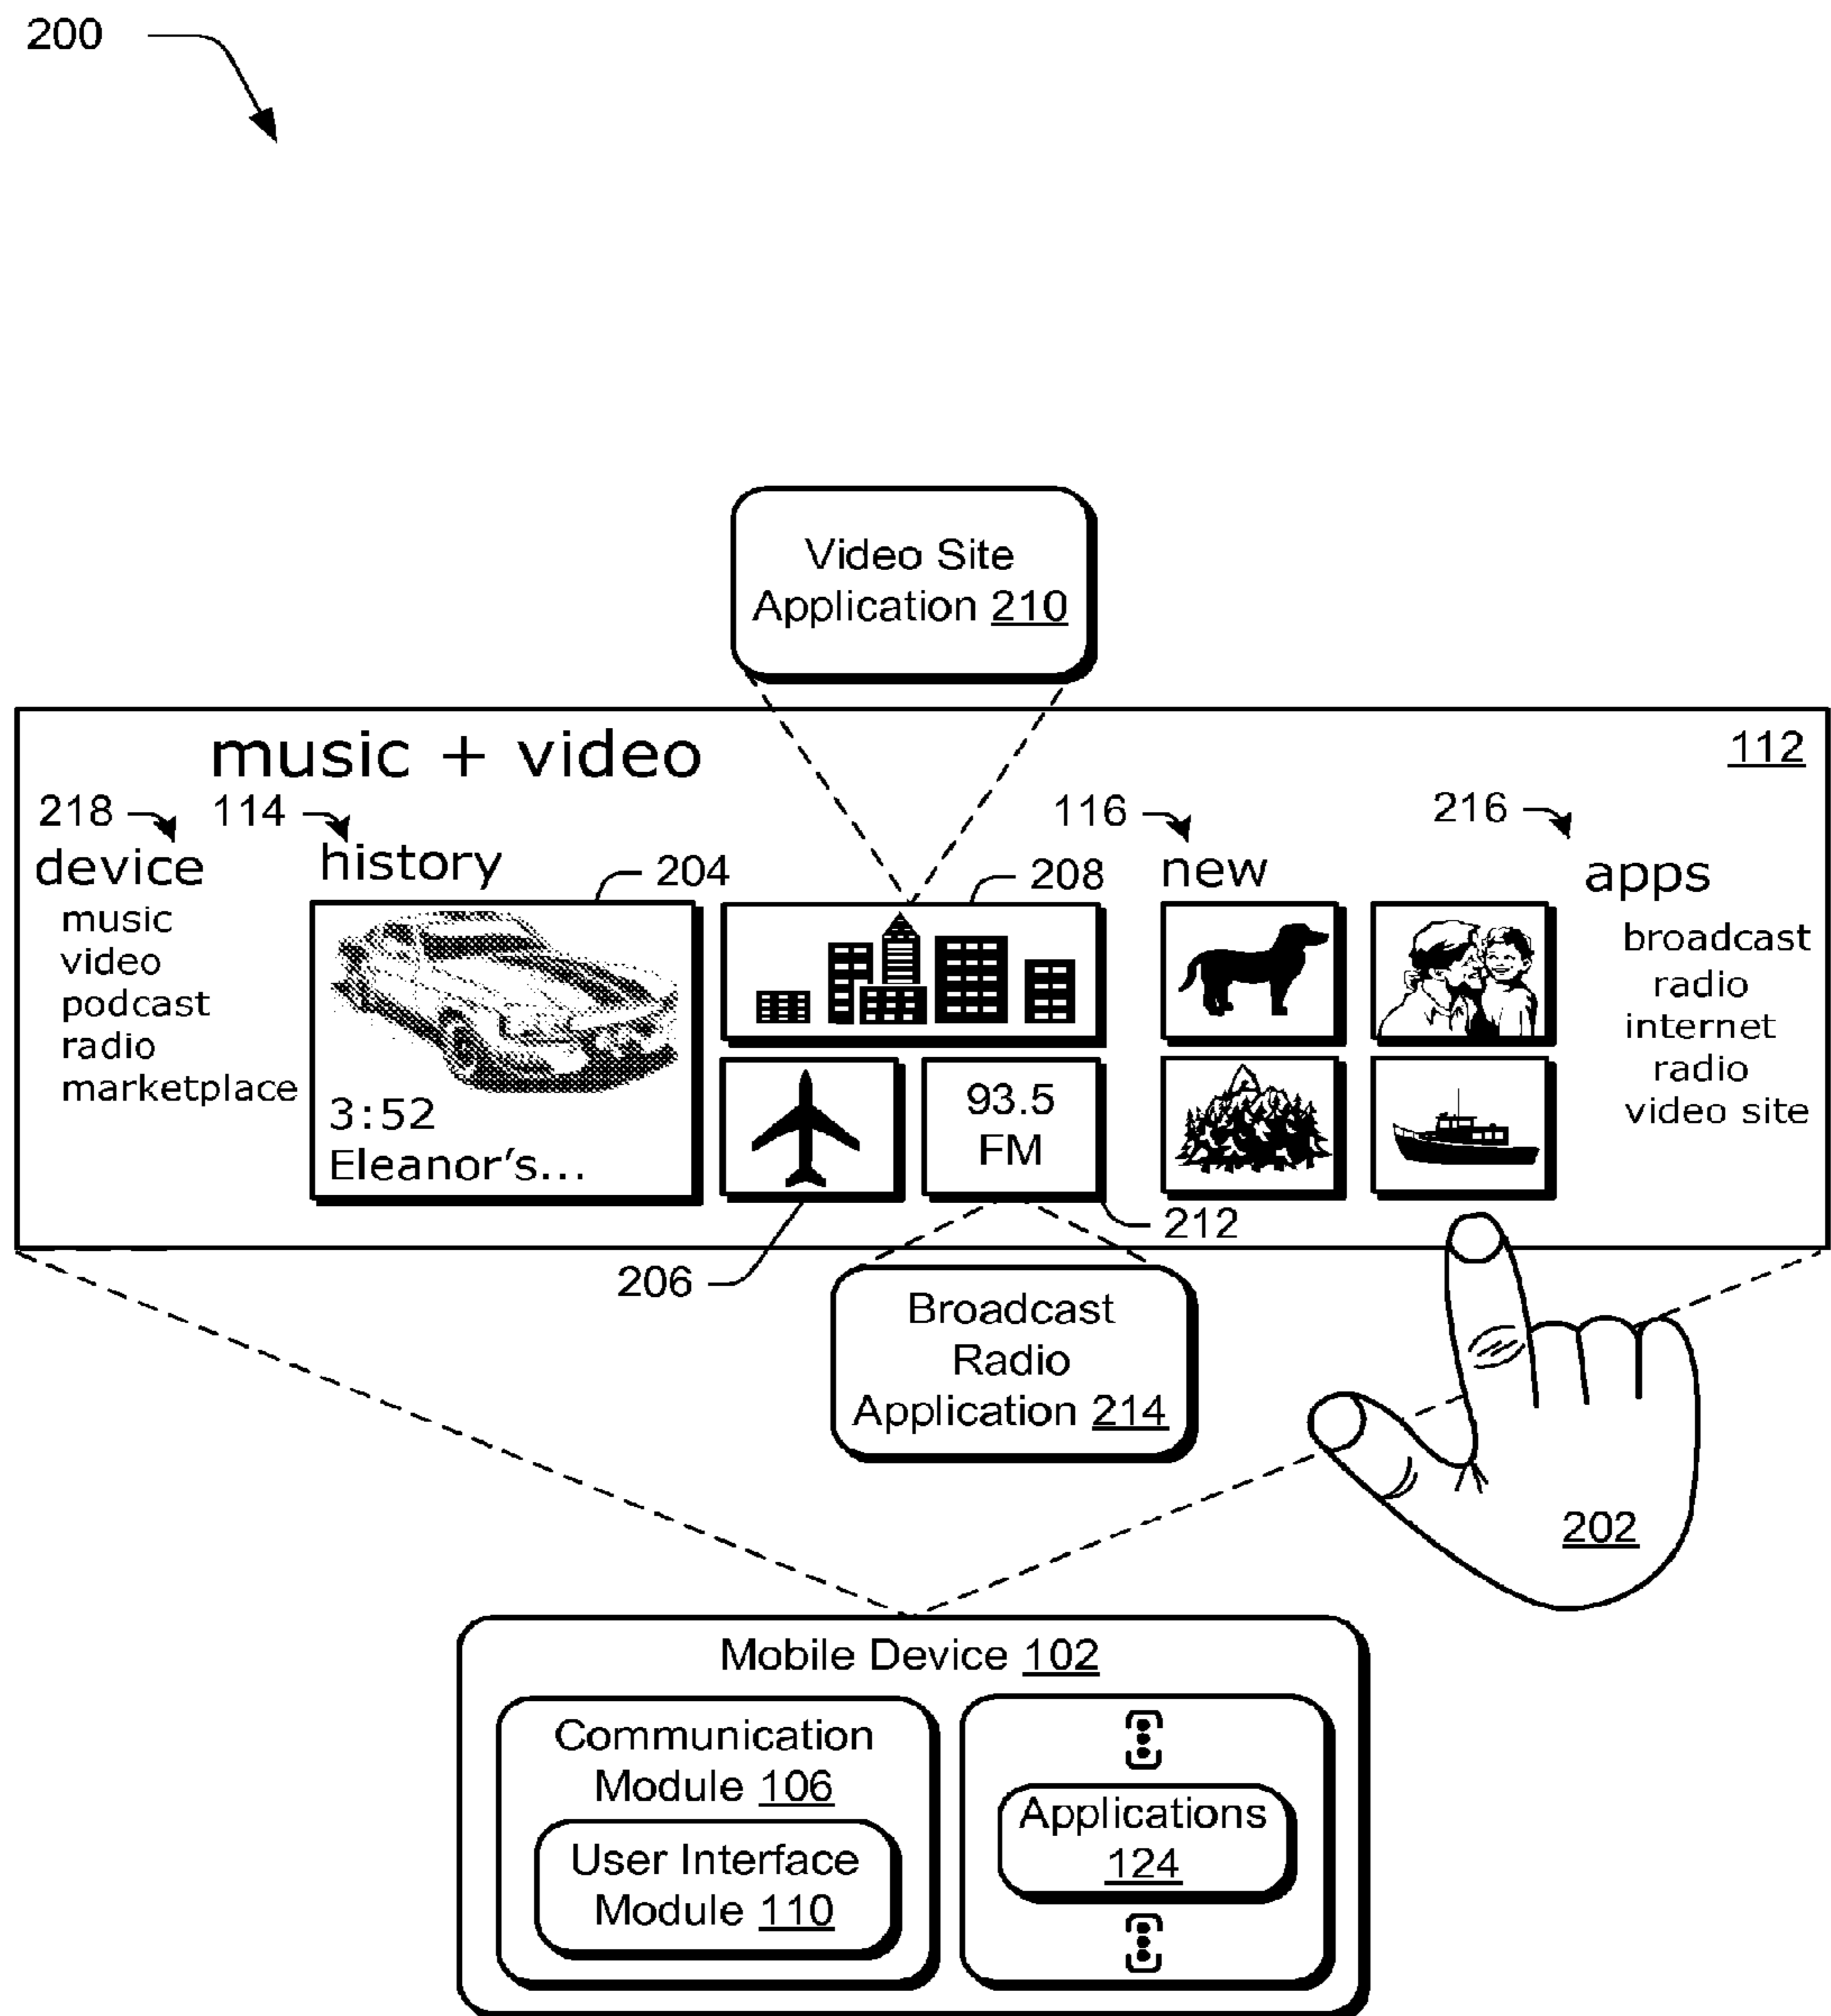 200
Video Site
Application 210
music + video
112
218
114
116
216
device
history
204
208
new
apps
music
video
podcast
radio
marketplace
3:52
Eleanor's...
93.5
FM
broadcast
radio
internet
radio
video site
206
212
Broadcast
Radio
Application 214
202
Mobile Device 102
Communication
Module 106
User Interface
Module 110
Applications
124